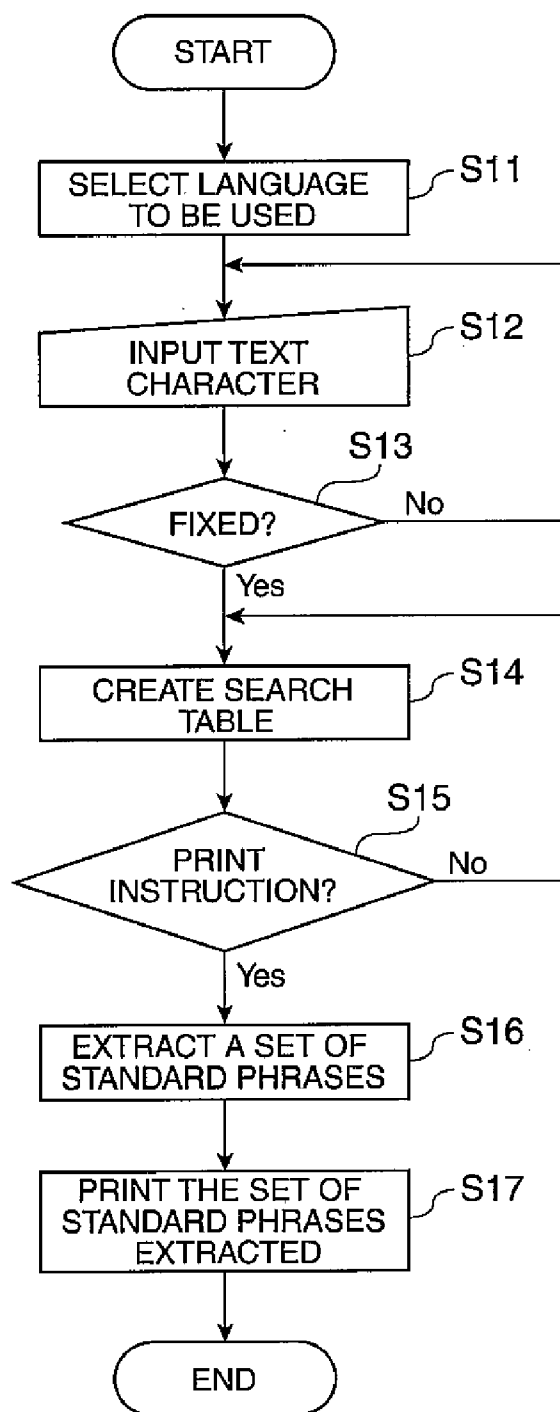 START
S11
SELECT LANGUAGE
TO BE USED
S12
INPUT TEXT
CHARACTER
S13
FIXED?
No
Yes
S14
CREATE SEARCH
TABLE
S15
PRINT
INSTRUCTION?
No
Yes
S16
EXTRACT A SET OF
STANDARD PHRASES
S17
PRINT THE SET OF
STANDARD PHRASES
EXTRACTED
END